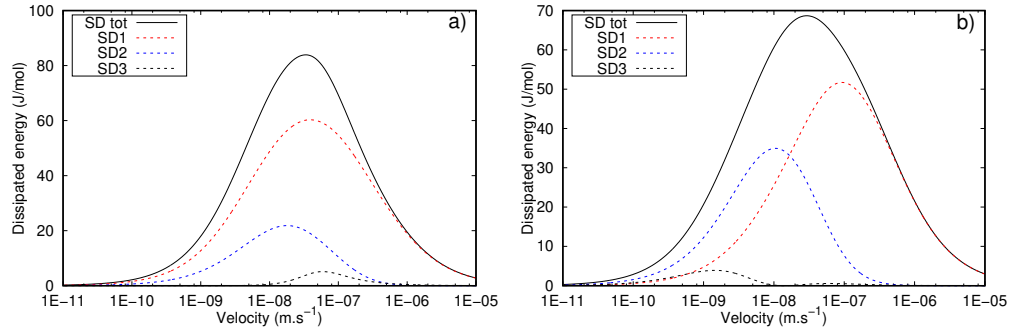 a)
SD tot
SD1
SD2
SD3
Dissipated energy (J/mol)
100
80
60
40
20
0
1E-11 1E-10 1E-09 1E-08 1E-07 1E-06 1E-05
Velocity (m.s⁻¹)
b)
SD tot
SD1
SD2
SD3
Dissipated energy (J/mol)
70
60
50
40
30
20
10
0
1E-11 1E-10 1E-09 1E-08 1E-07 1E-06 1E-05
Velocity (m.s⁻¹)